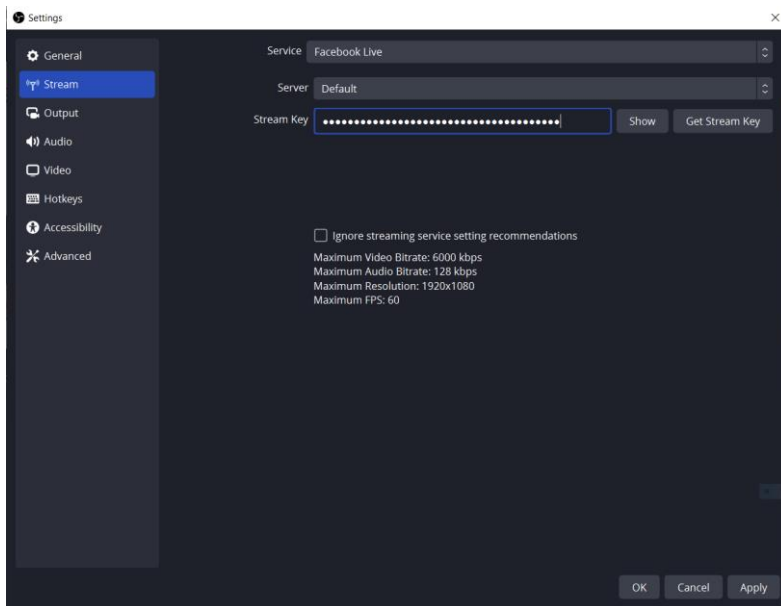 Settings
General
Stream
Output
Audio
Video
Hotkeys
Accessibility
Advanced
Service Facebook Live
Server Default
Stream Key •••••••••••••••••••••••••••••••••••••• Show Get Stream Key
Ignore streaming service setting recommendations
Maximum Video Bitrate: 6000 kbps
Maximum Audio Bitrate: 128 kbps
Maximum Resolution: 1920x1080
Maximum FPS: 60
OK Cancel Apply